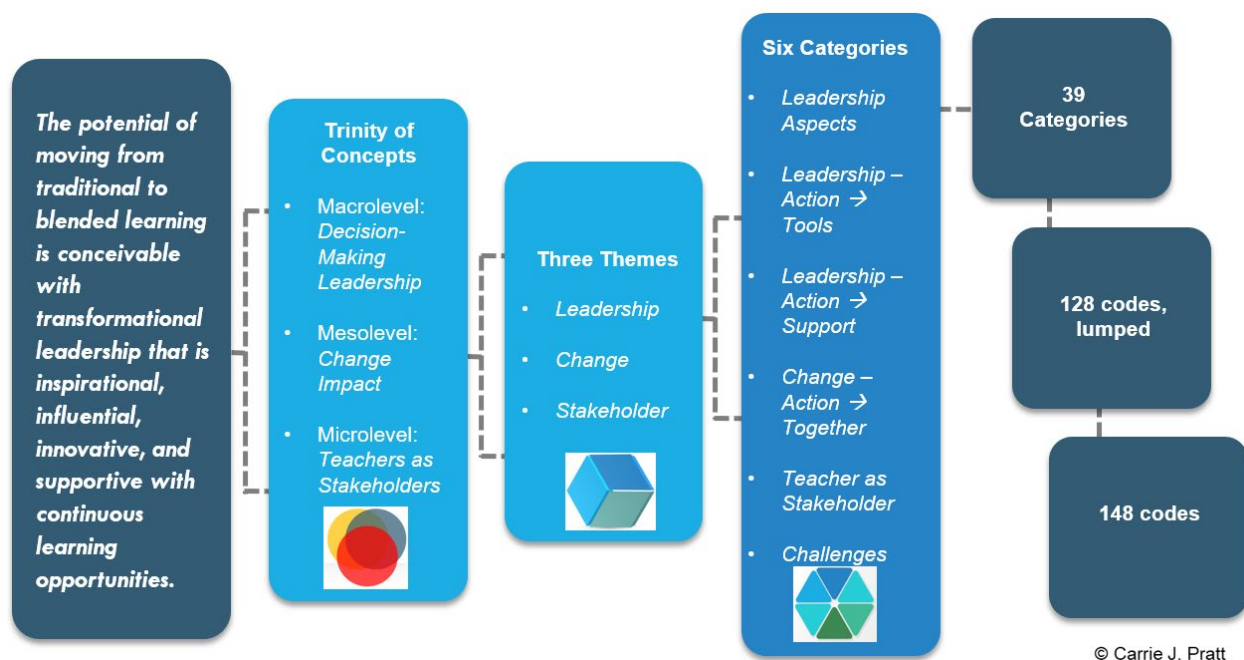 The potential of
moving from
traditional to
blended learning
is conceivable
with
transformational
leadership that is
inspirational,
influential,
innovative, and
supportive with
continuous
learning
opportunities.
Trinity of
Concepts
• Macrolevel:
Decision-
Making
Leadership
• Mesolevel:
Change
Impact
• Microlevel:
Teachers as
Stakeholders
Three Themes
• Leadership
• Change
• Stakeholder
Six Categories
• Leadership
Aspects
• Leadership –
Action →
Tools
• Leadership –
Action →
Support
• Change –
Action →
Together
• Teacher as
Stakeholder
• Challenges
39
Categories
128 codes,
lumped
148 codes
© Carrie J. Pratt